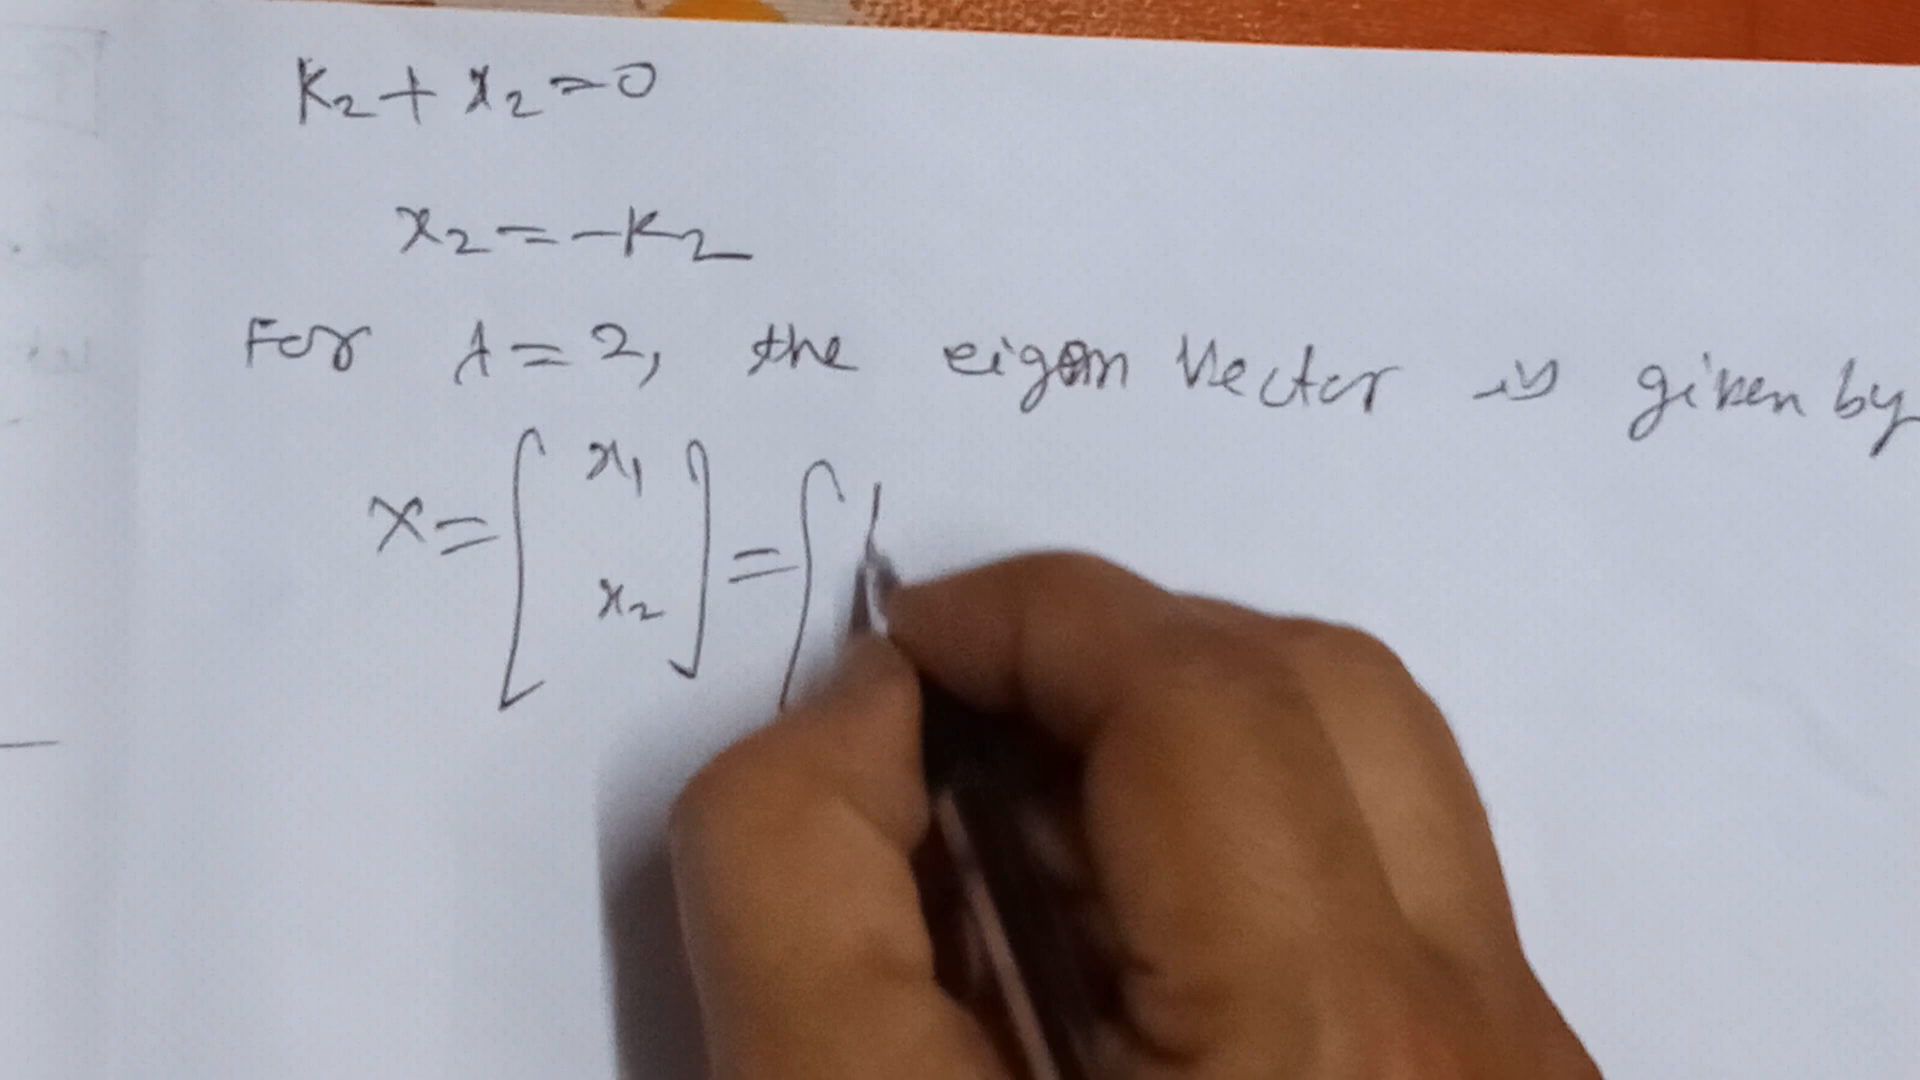 K₂ + x₂ = 0
x₂ = -K₂
For λ = 2, the eigen vector is given by
X = [ x₁ x₂ ] = [